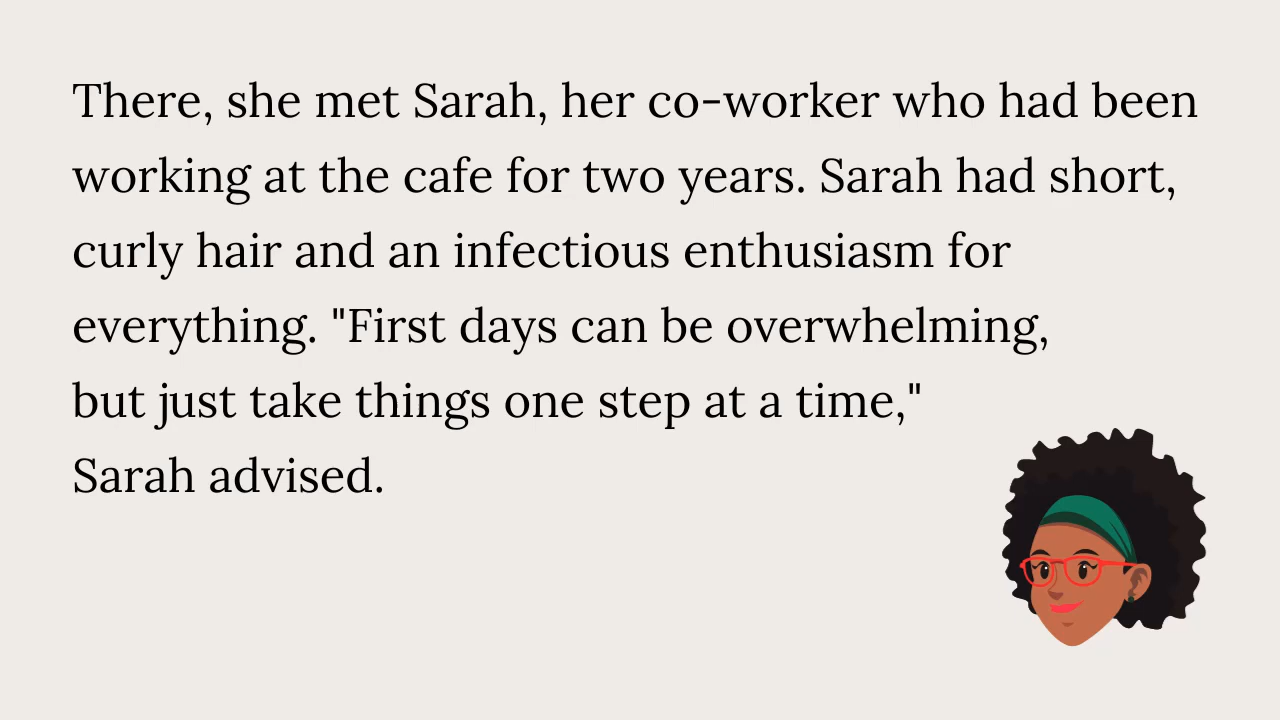 There, she met Sarah, her co-worker who had been
working at the cafe for two years. Sarah had short,
curly hair and an infectious enthusiasm for
everything. "First days can be overwhelming,
but just take things one step at a time,"
Sarah advised.